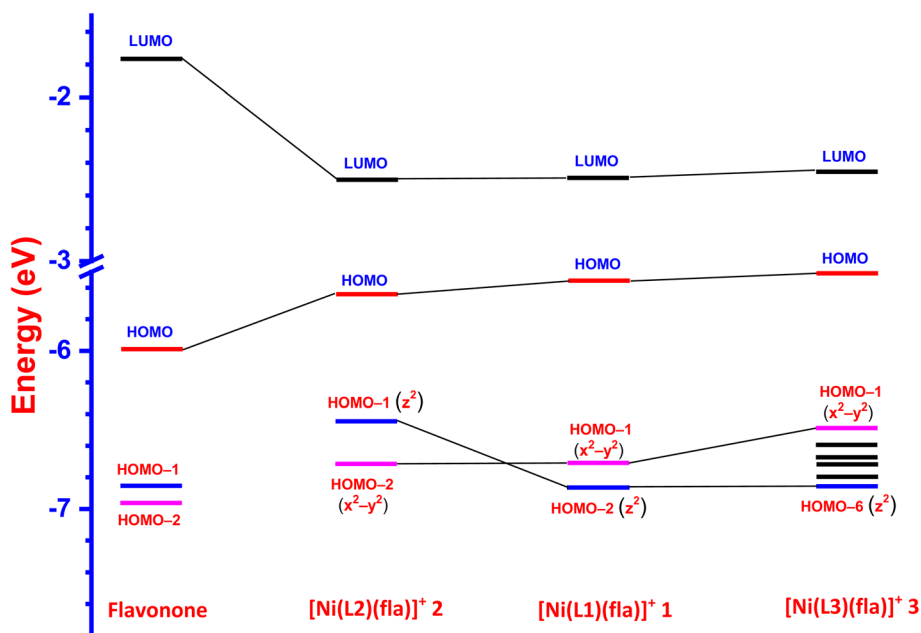 LUMO
-2
LUMO
LUMO
LUMO
-3
HOMO
HOMO
HOMO
HOMO
-6
Energy (eV)
HOMO–1 (z²)
HOMO–1
(x²–y²)
HOMO–1
(x²–y²)
HOMO–1
HOMO–2
HOMO–2
(x²–y²)
HOMO–2 (z²)
HOMO–6 (z²)
-7
Flavonone
[Ni(L2)(fla)]⁺ 2
[Ni(L1)(fla)]⁺ 1
[Ni(L3)(fla)]⁺ 3